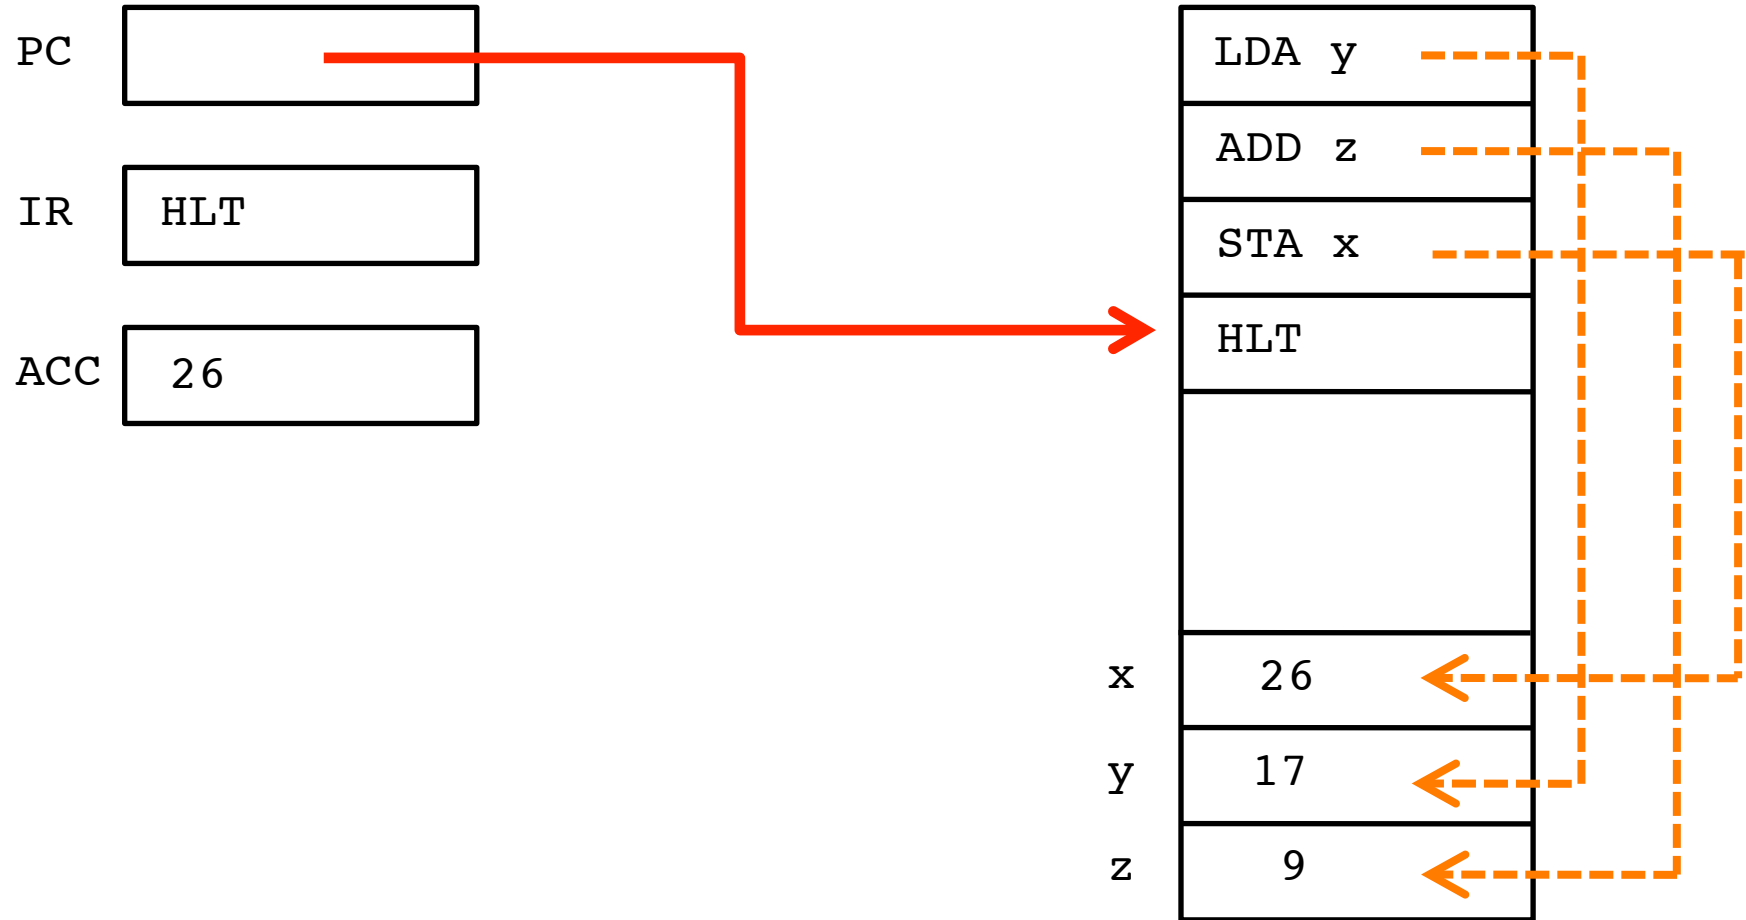 PC
IR HLT
ACC 26
LDA y
ADD z
STA x
HLT
x 26
y 17
z 9